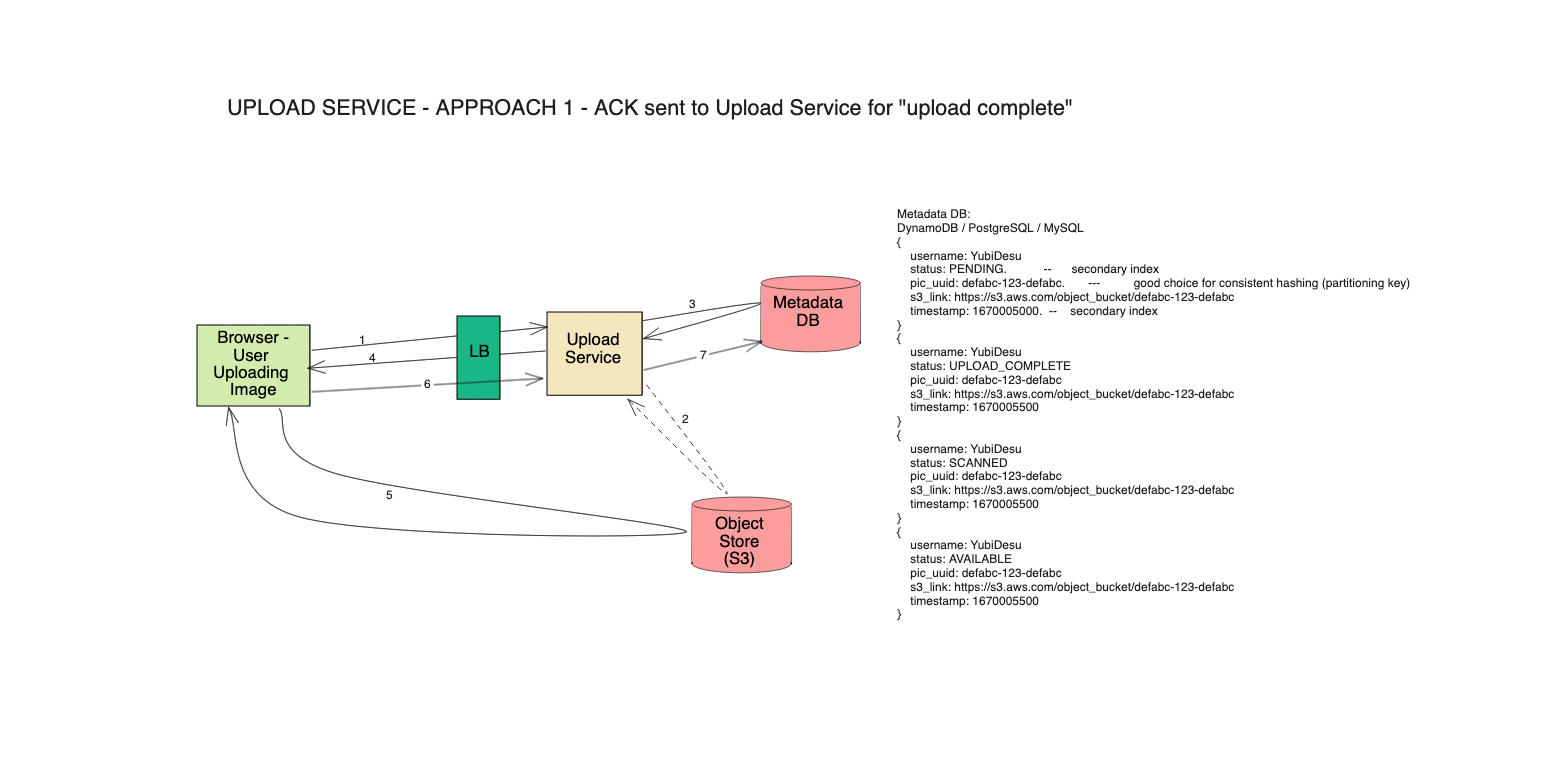 UPLOAD SERVICE - APPROACH 1 - ACK sent to Upload Service for "upload complete"
Browser -
User
Uploading
Image
1
4
6
LB
Upload
Service
3
7
2
5
Metadata
DB
Object
Store
(S3)
Metadata DB:
DynamoDB / PostgreSQL / MySQL
{
username: YubiDesu
status: PENDING. -- secondary index
pic_uuid: defabc-123-defabc. --- good choice for consistent hashing (partitioning key)
s3_link: https://s3.aws.com/object_bucket/defabc-123-defabc
timestamp: 1670005000. -- secondary index
}
{
username: YubiDesu
status: UPLOAD_COMPLETE
pic_uuid: defabc-123-defabc
s3_link: https://s3.aws.com/object_bucket/defabc-123-defabc
timestamp: 1670005500
}
{
username: YubiDesu
status: SCANNED
pic_uuid: defabc-123-defabc
s3_link: https://s3.aws.com/object_bucket/defabc-123-defabc
timestamp: 1670005500
}
{
username: YubiDesu
status: AVAILABLE
pic_uuid: defabc-123-defabc
s3_link: https://s3.aws.com/object_bucket/defabc-123-defabc
timestamp: 1670005500
}